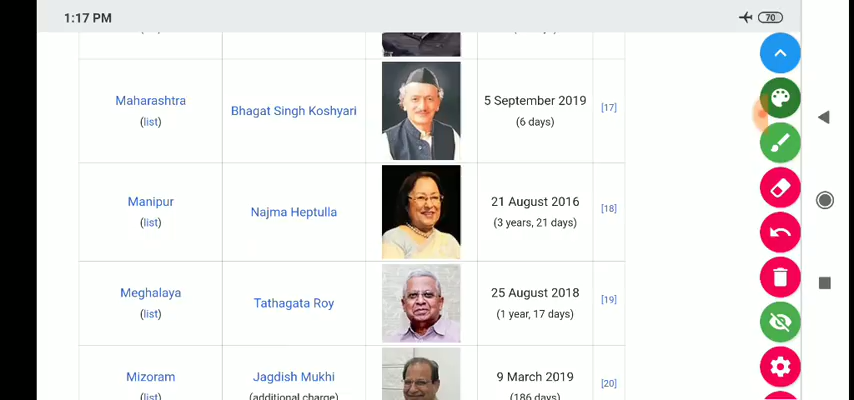 1:17 PM
70
Maharashtra
(list)
Bhagat Singh Koshyari
5 September 2019
(6 days)
[17]
Manipur
(list)
Najma Heptulla
21 August 2016
(3 years, 21 days)
[18]
Meghalaya
(list)
Tathagata Roy
25 August 2018
(1 year, 17 days)
[19]
Mizoram
(list)
Jagdish Mukhi
(additional charge)
9 March 2019
(186 days)
[20]